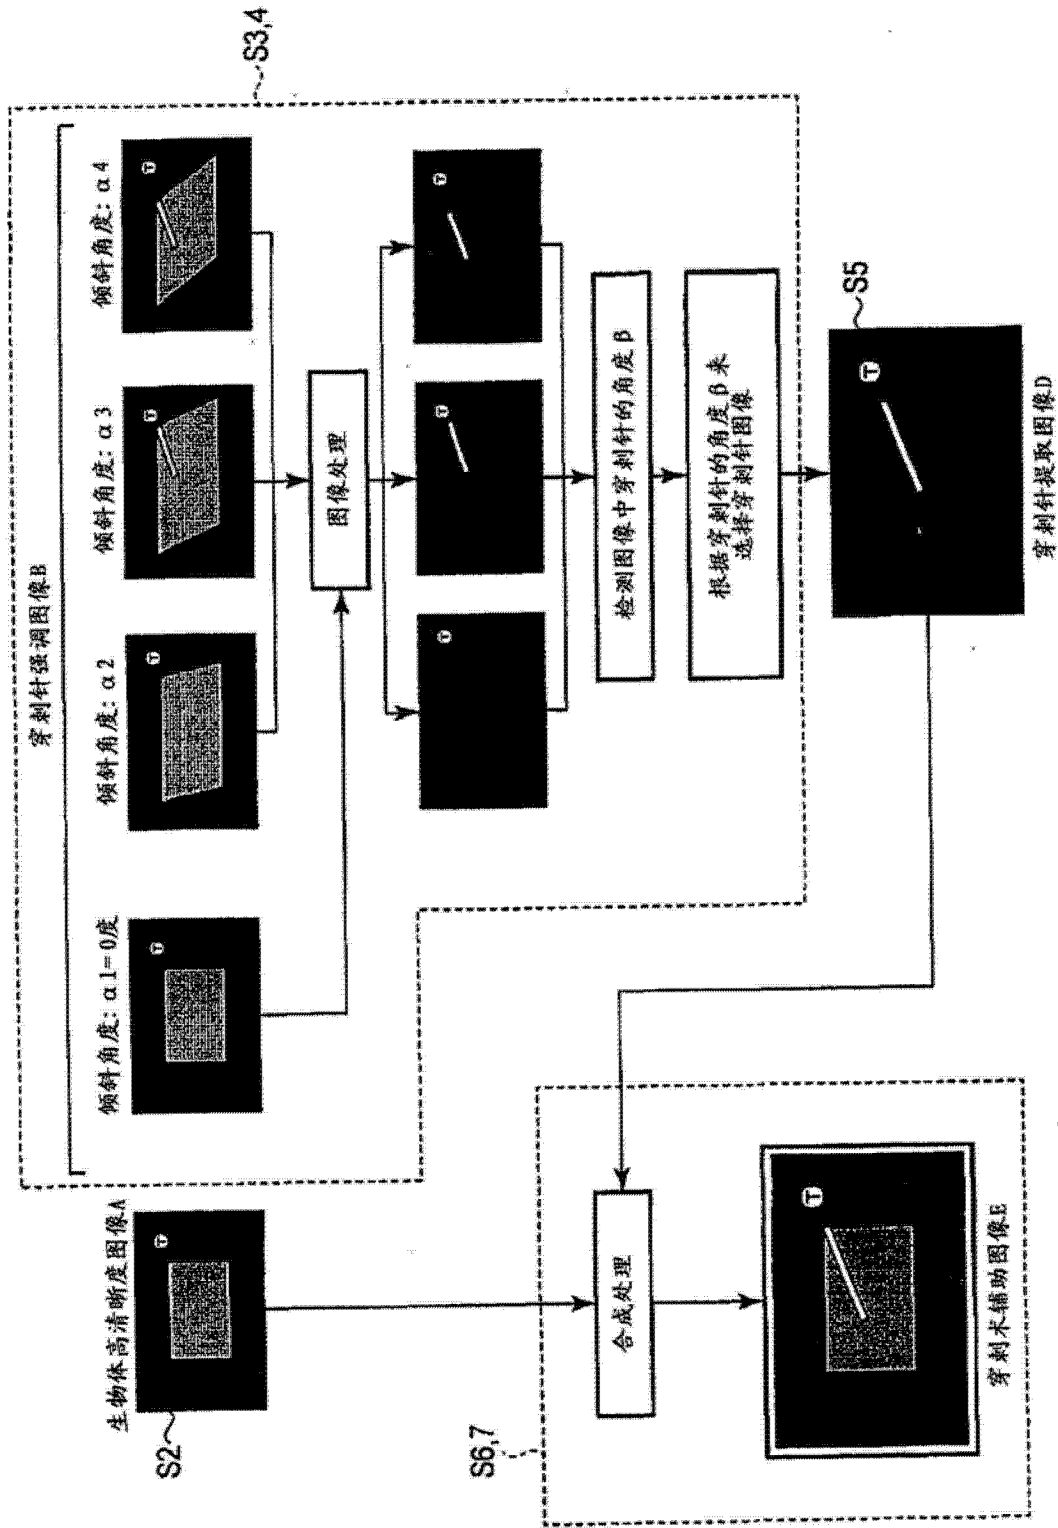 穿刺针强调图像B
生物体高清晰度图像A
倾斜角度: α1=0度
倾斜角度: α2
倾斜角度: α3
倾斜角度: α4
S2
T
T
T
T
T
S3,4
图像处理
T
T
T
检测图像中穿刺针的角度β
根据穿刺针的角度β来
选择穿刺针图像
S5
T
穿刺针提取图像D
S6,7
合成处理
T
穿刺术辅助图像E